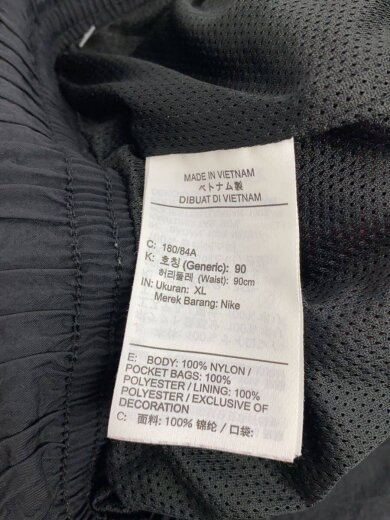 MADE IN VIETNAM
ベトナム製
DIBUAT DI VIETNAM
C: 180/84A
K: 호칭 (Generic): 90
허리둘레 (Waist): 90cm
IN: Ukuran: XL
Merek Barang: Nike
E: BODY: 100% NYLON /
POCKET BAGS: 100%
POLYESTER / LINING: 100%
POLYESTER / EXCLUSIVE OF
DECORATION
C: 面料: 100% 锦纶 / 口袋: